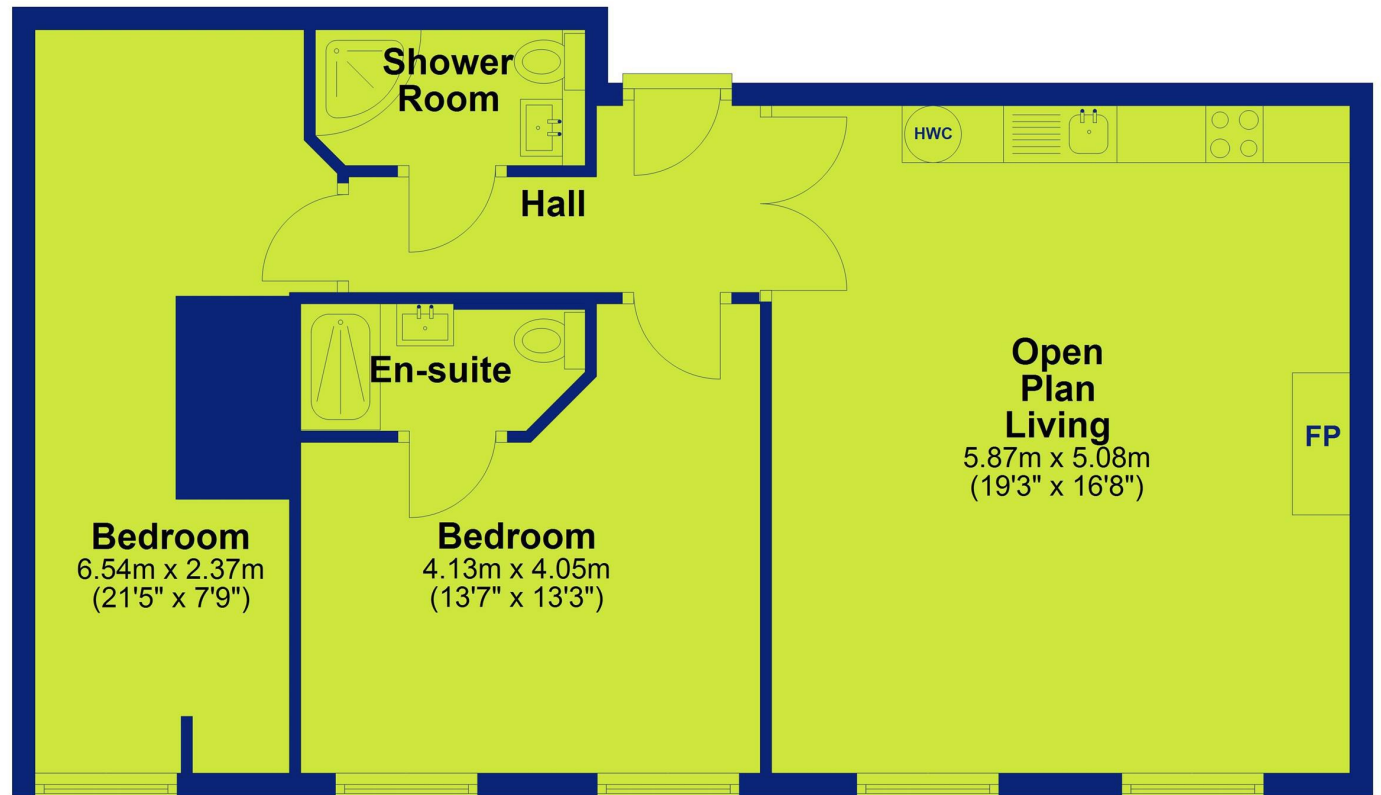 Shower
Room
HWC
Hall
En-suite
Open
Plan
Living
5.87m x 5.08m
(19'3" x 16'8")
FP
Bedroom
6.54m x 2.37m
(21'5" x 7'9")
Bedroom
4.13m x 4.05m
(13'7" x 13'3")